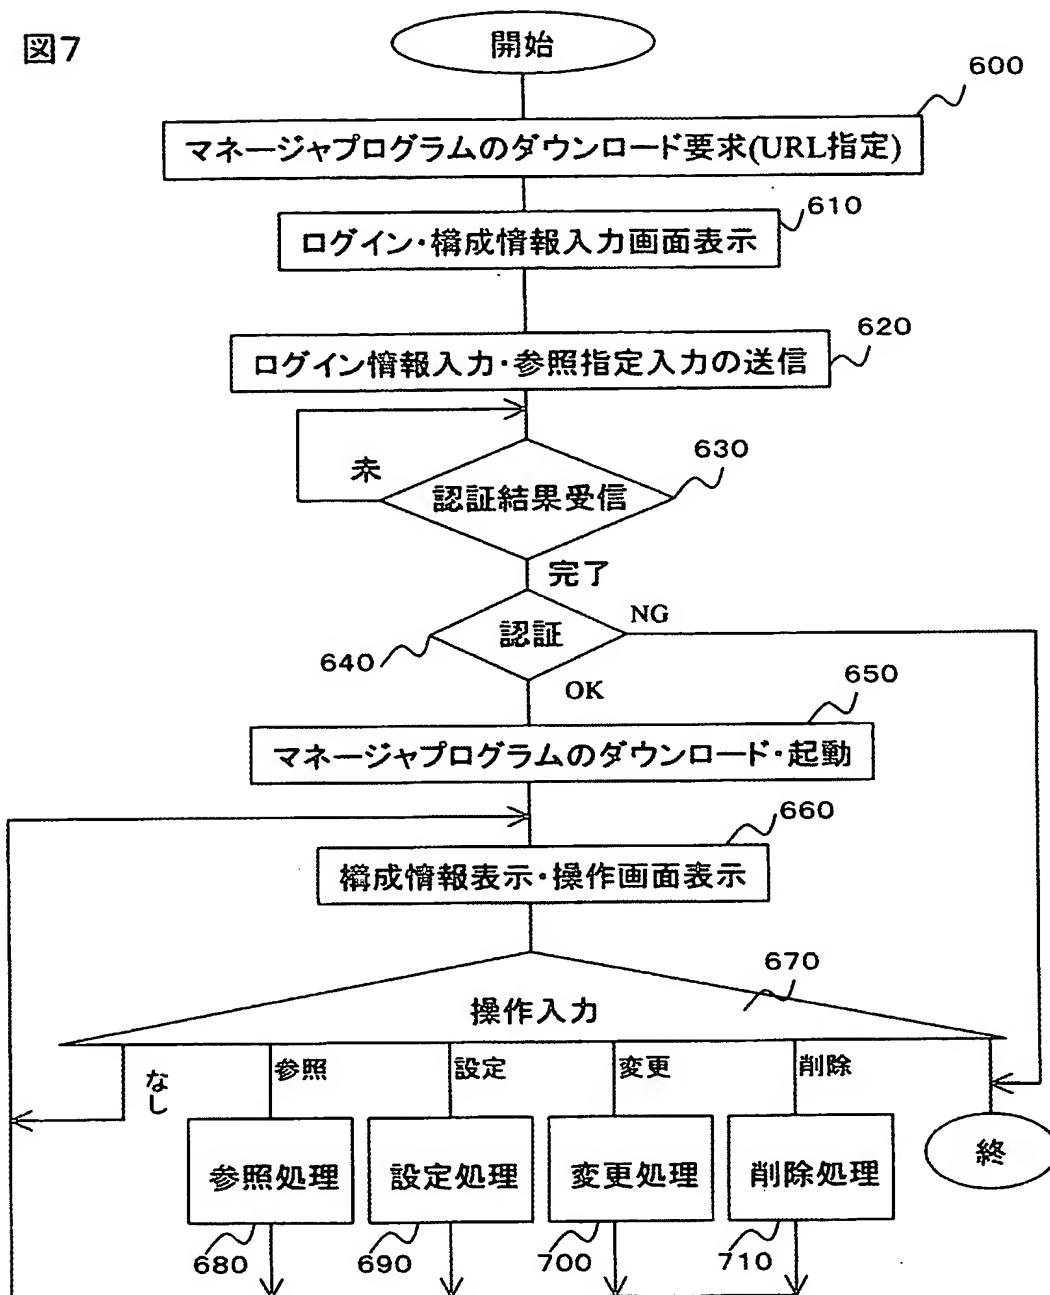 図7
開始
600
マネージャプログラムのダウンロード要求(URL指定)
610
ログイン・構成情報入力画面表示
620
ログイン情報入力・参照指定入力の送信
630
未
認証結果受信
完了
認証
NG
640
OK
650
マネージャプログラムのダウンロード・起動
660
構成情報表示・操作画面表示
670
操作入力
なし
参照
設定
変更
削除
参照処理
設定処理
変更処理
削除処理
終
680
690
700
710